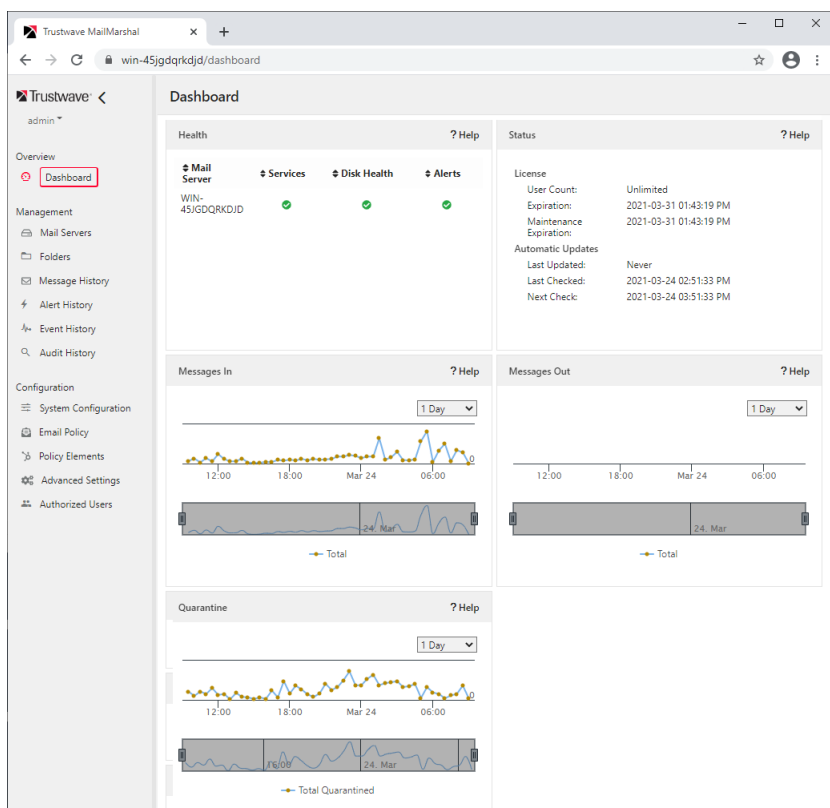 Trustwave MailMarshal
win-45jgdqrkdjd/dashboard
Trustwave
admin
Overview
Dashboard
Management
Mail Servers
Folders
Message History
Alert History
Event History
Audit History
Configuration
System Configuration
Email Policy
Policy Elements
Advanced Settings
Authorized Users
Dashboard
Health
? Help
Mail Server
Services
Disk Health
Alerts
WIN-
45JGDQRKDJD
Status
? Help
License
User Count: Unlimited
Expiration: 2021-03-31 01:43:19 PM
Maintenance Expiration: 2021-03-31 01:43:19 PM
Automatic Updates
Last Updated: Never
Last Checked: 2021-03-24 02:51:33 PM
Next Check: 2021-03-24 03:51:33 PM
Messages In
? Help
1 Day
0
12:00 18:00 Mar 24 06:00
24. Mar
Total
Messages Out
? Help
1 Day
12:00 18:00 Mar 24 06:00
24. Mar
Total
Quarantine
? Help
1 Day
0
12:00 18:00 Mar 24 06:00
16:00 24. Mar
Total Quarantined